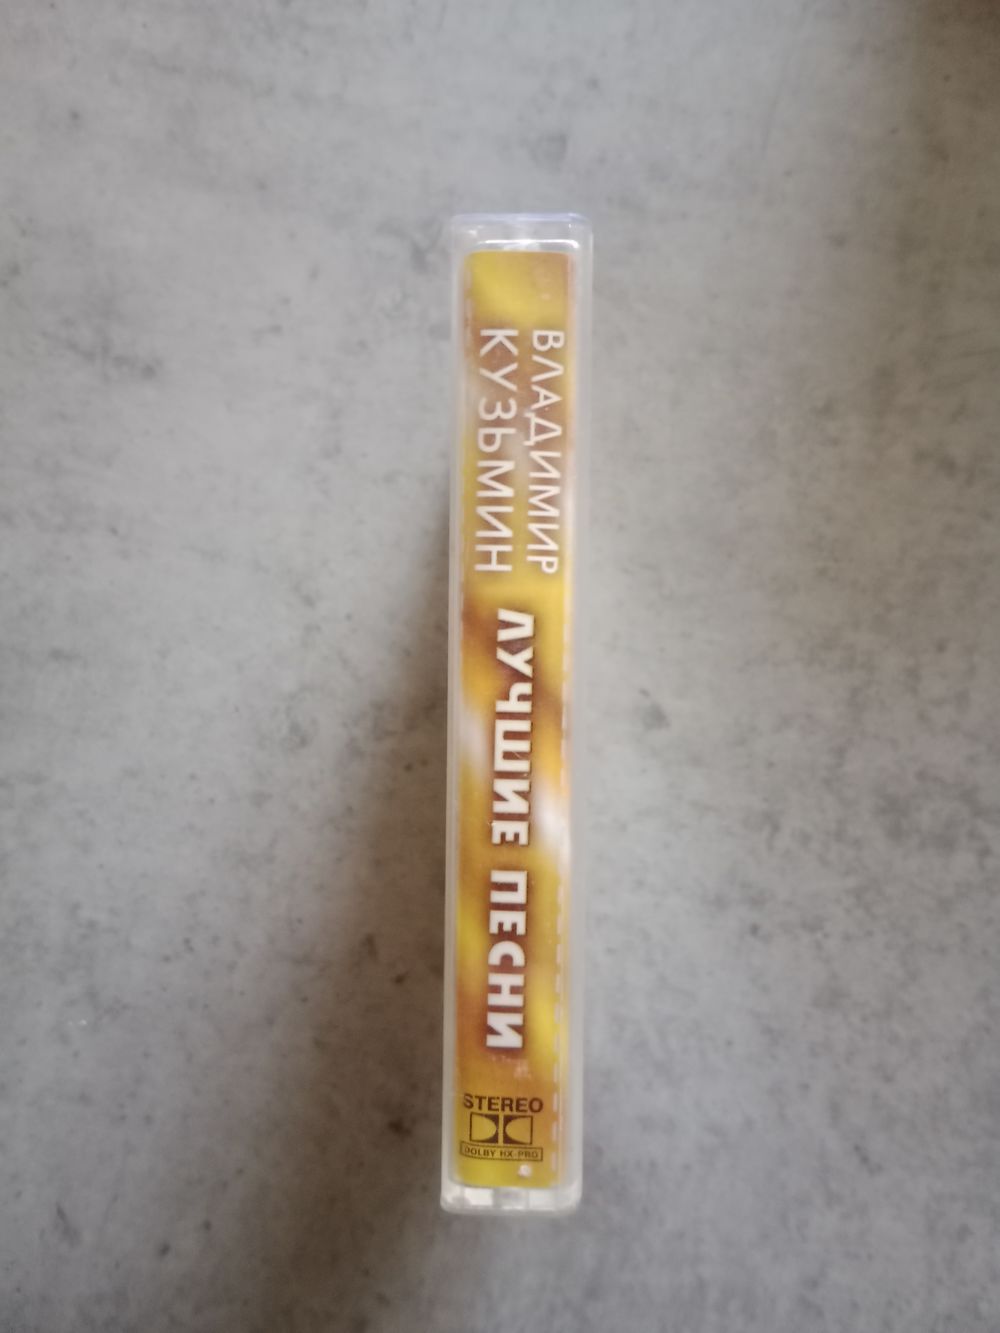 ВЛАДИМИР
КУЗЬМИН
ЛУЧШИЕ ПЕСНИ
STEREO
DOLBY HX-PRO